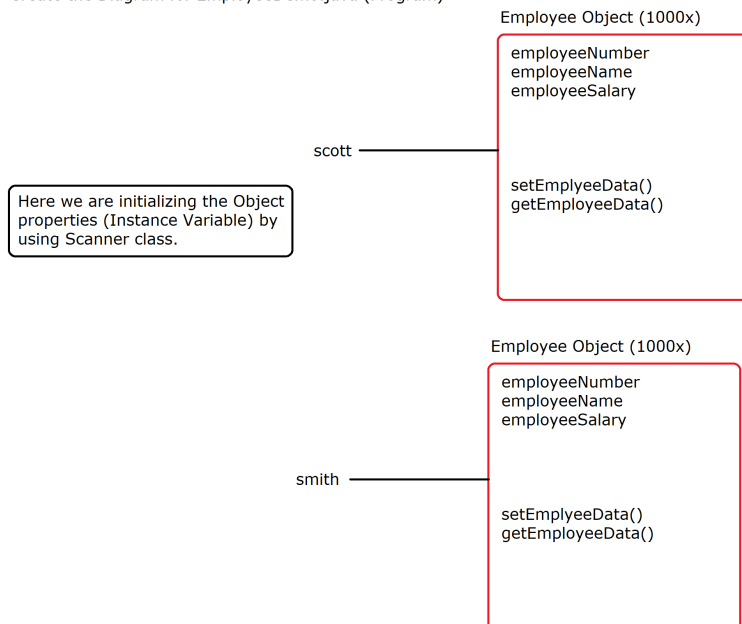 Employee Object (1000x)
employeeNumber
employeeName
employeeSalary
scott
setEmplyeeData()
getEmployeeData()
Here we are initializing the Object
properties (Instance Variable) by
using Scanner class.
Employee Object (1000x)
employeeNumber
employeeName
employeeSalary
smith
setEmplyeeData()
getEmployeeData()